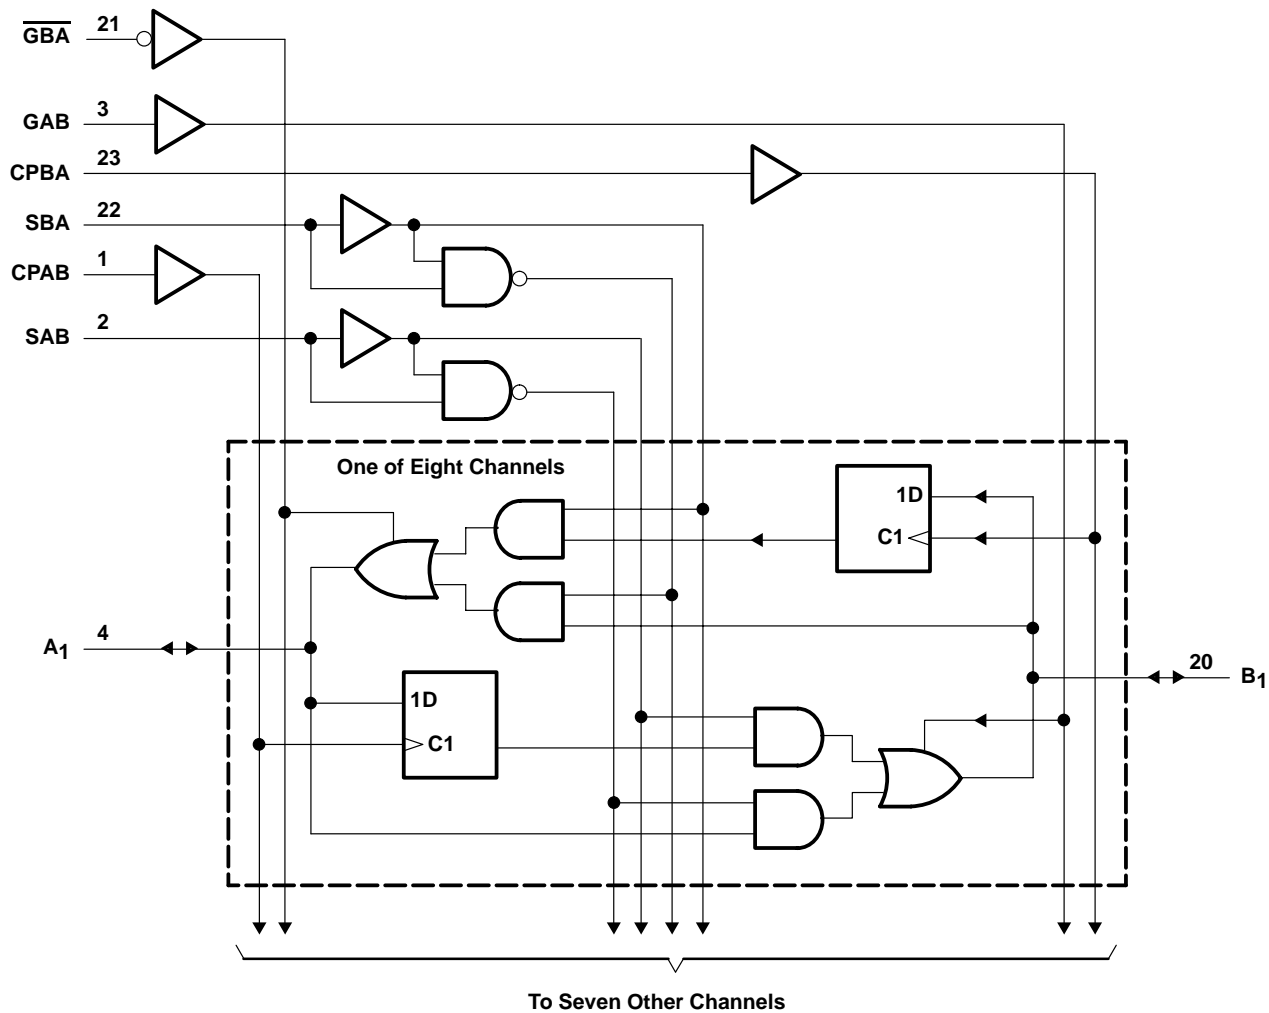 GBA 21
GAB 3
CPBA 23
SBA 22
CPAB 1
SAB 2
One of Eight Channels
1D
C1
A1 4
20 B1
1D
C1
To Seven Other Channels